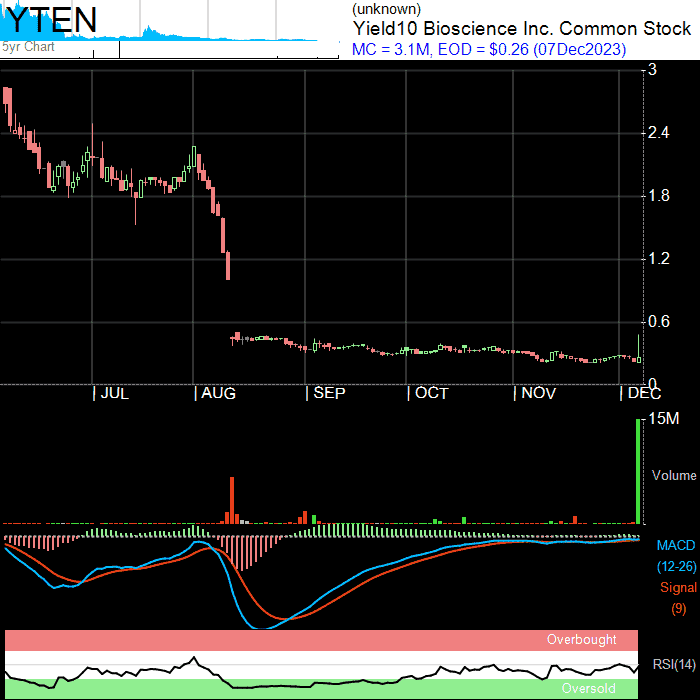 YTEN
5yr Chart
(unknown)
Yield10 Bioscience Inc. Common Stock
MC = 3.1M, EOD = $0.26 (07Dec2023)
3
2.4
1.8
1.2
0.6
0
| JUL | AUG | SEP | OCT | NOV | DEC
15M
Volume
MACD
(12-26)
Signal
(9)
Overbought
RSI(14)
Oversold